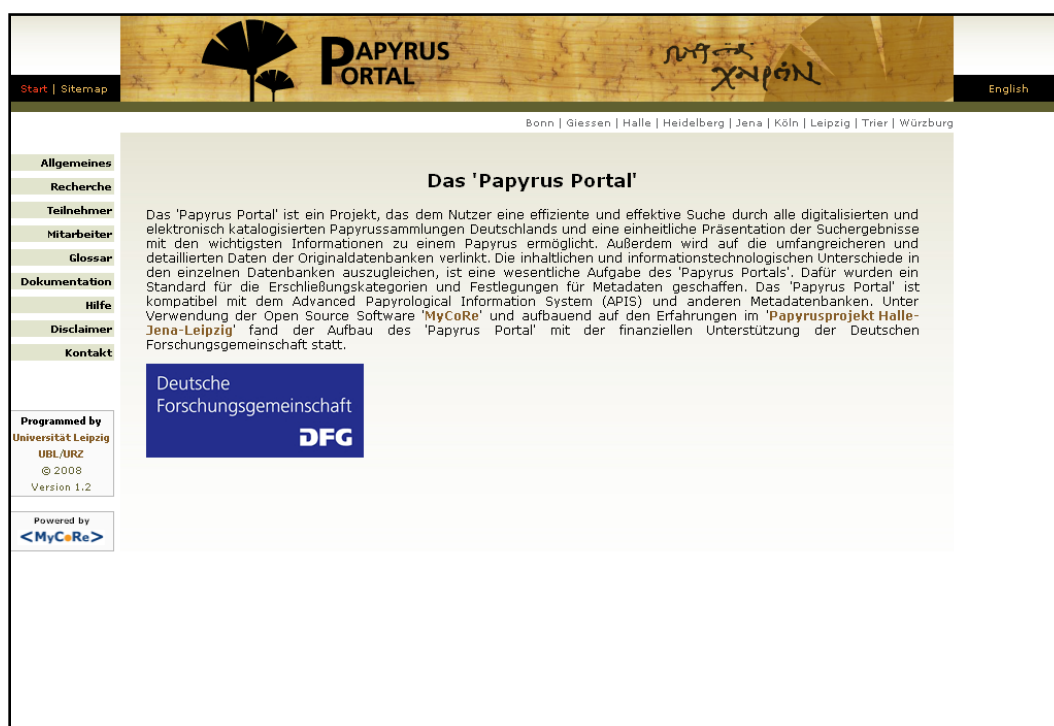 PAPYRUS
PORTAL
Start | Sitemap
English
Bonn | Giessen | Halle | Heidelberg | Jena | Köln | Leipzig | Trier | Würzburg
Allgemeines
Recherche
Teilnehmer
Mitarbeiter
Glossar
Dokumentation
Hilfe
Disclaimer
Kontakt
Programmed by
Universität Leipzig
UBL/URZ
© 2008
Version 1.2
Powered by
<MyCoRe>
Das 'Papyrus Portal'
Das 'Papyrus Portal' ist ein Projekt, das dem Nutzer eine effiziente und effektive Suche durch alle digitalisierten und
elektronisch katalogisierten Papyrussammlungen Deutschlands und eine einheitliche Präsentation der Suchergebnisse
mit den wichtigsten Informationen zu einem Papyrus ermöglicht. Außerdem wird auf die umfangreicheren und
detaillierten Daten der Originaldatenbanken verlinkt. Die inhaltlichen und informationstechnologischen Unterschiede in
den einzelnen Datenbanken auszugleichen, ist eine wesentliche Aufgabe des 'Papyrus Portals'. Dafür wurden ein
Standard für die Erschließungskategorien und Festlegungen für Metadaten geschaffen. Das 'Papyrus Portal' ist
kompatibel mit dem Advanced Papyrological Information System (APIS) und anderen Metadatenbanken. Unter
Verwendung der Open Source Software 'MyCoRe' und aufbauend auf den Erfahrungen im 'Papyrusprojekt Halle-
Jena-Leipzig' fand der Aufbau des 'Papyrus Portal' mit der finanziellen Unterstützung der Deutschen
Forschungsgemeinschaft statt.
Deutsche
Forschungsgemeinschaft
DFG